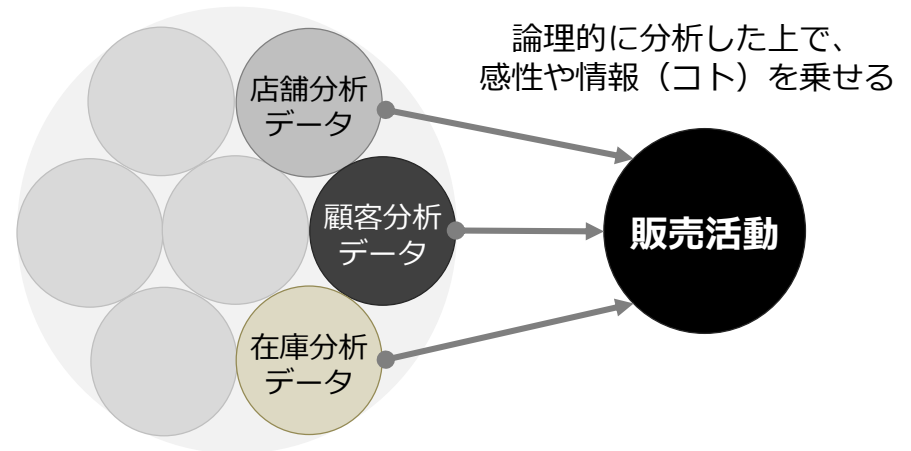 論理的に分析した上で、
感性や情報（コト）を乗せる
店舗分析
データ
顧客分析
データ
販売活動
在庫分析
データ